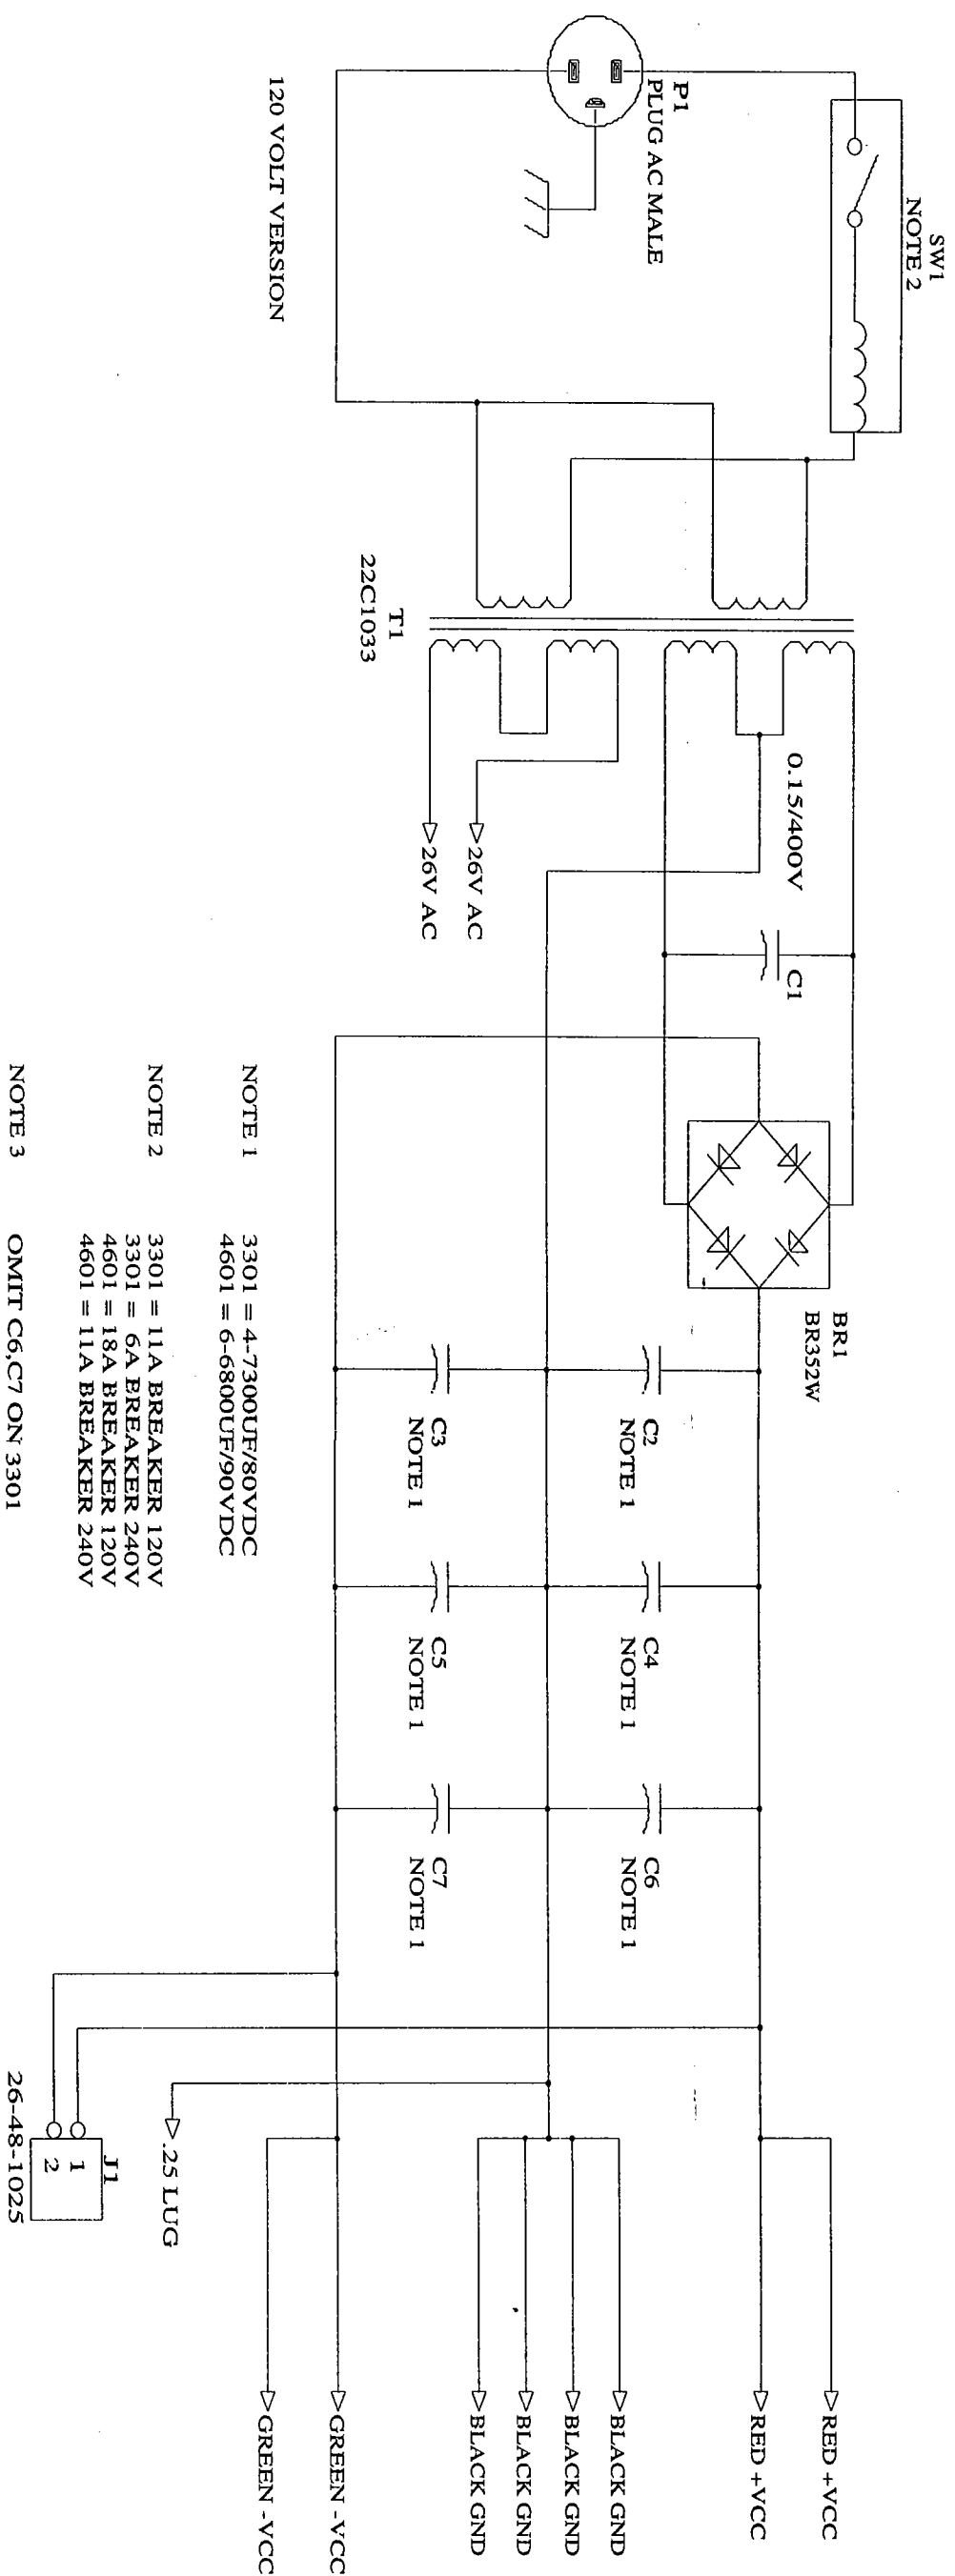 SW1
NOTE 2
P1
PLUG AC MALE
120 VOLT VERSION
T1
22C1033
0.15/400V
C1
26V AC
26V AC
BR1
BR352W
C2
NOTE 1
C3
NOTE 1
C4
NOTE 1
C5
NOTE 1
C6
NOTE 1
C7
NOTE 1
RED +VCC
RED +VCC
BLACK GND
BLACK GND
BLACK GND
BLACK GND
GREEN -VCC
GREEN -VCC
.25 LUG
J1
1
2
26-48-1025
NOTE 1 3301 = 4-7300UF/80VDC
4601 = 6-6800UF/90VDC
NOTE 2 3301 = 11A BREAKER 120V
3301 = 6A BREAKER 240V
4601 = 18A BREAKER 120V
4601 = 11A BREAKER 240V
NOTE 3 OMIT C6,C7 ON 3301